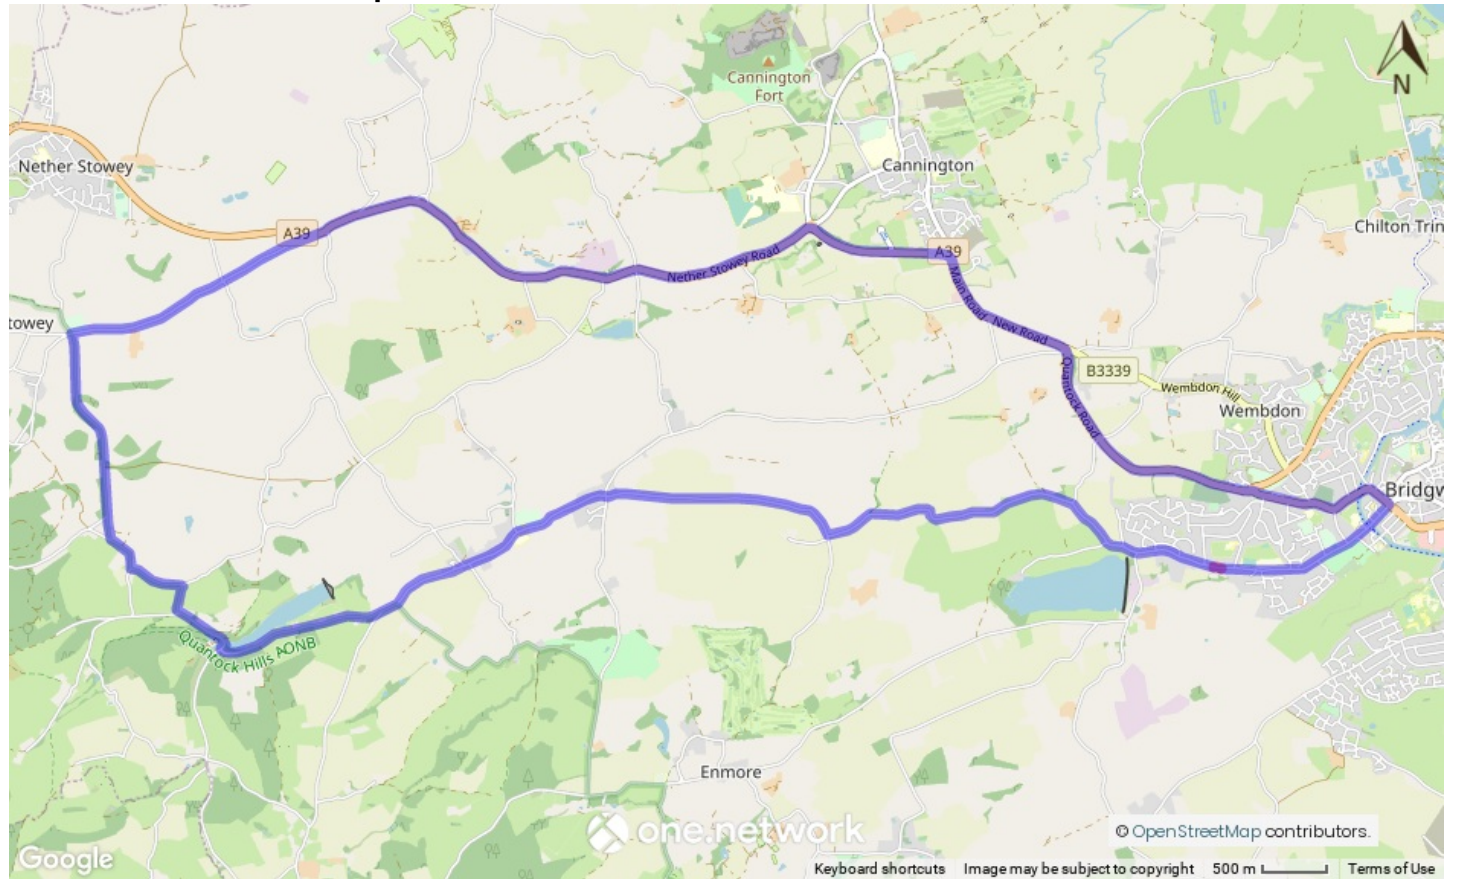 Cannington
Fort
N
Nether Stowey
Cannington
Chilton Trin
A39
A39
Nether Stowey Road
Main Road
New Road
towey
Quantock Road
B3339
Wembdon Hill
Wembdon
Bridgw
Quantock Hills AONB
Enmore
one.network
© OpenStreetMap contributors.
Google
Keyboard shortcuts Image may be subject to copyright 500 m Terms of Use